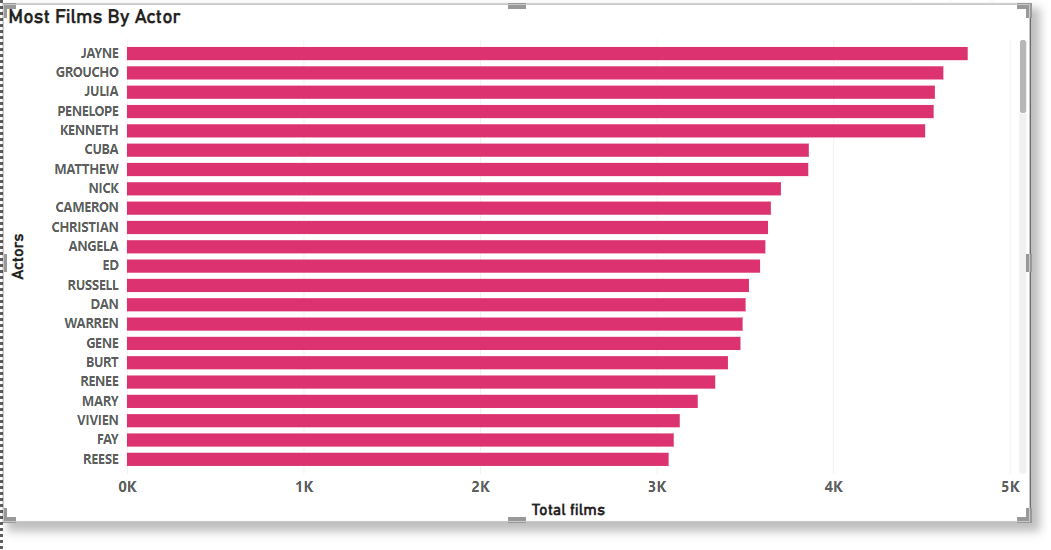 Most Films By Actor
JAYNE
GROUCHO
JULIA
PENELOPE
KENNETH
CUBA
MATTHEW
NICK
CAMERON
CHRISTIAN
ANGELA
ED
RUSSELL
DAN
WARREN
GENE
BURT
RENEE
MARY
VIVIEN
FAY
REESE
Actors
0K 1K 2K 3K 4K 5K
Total films